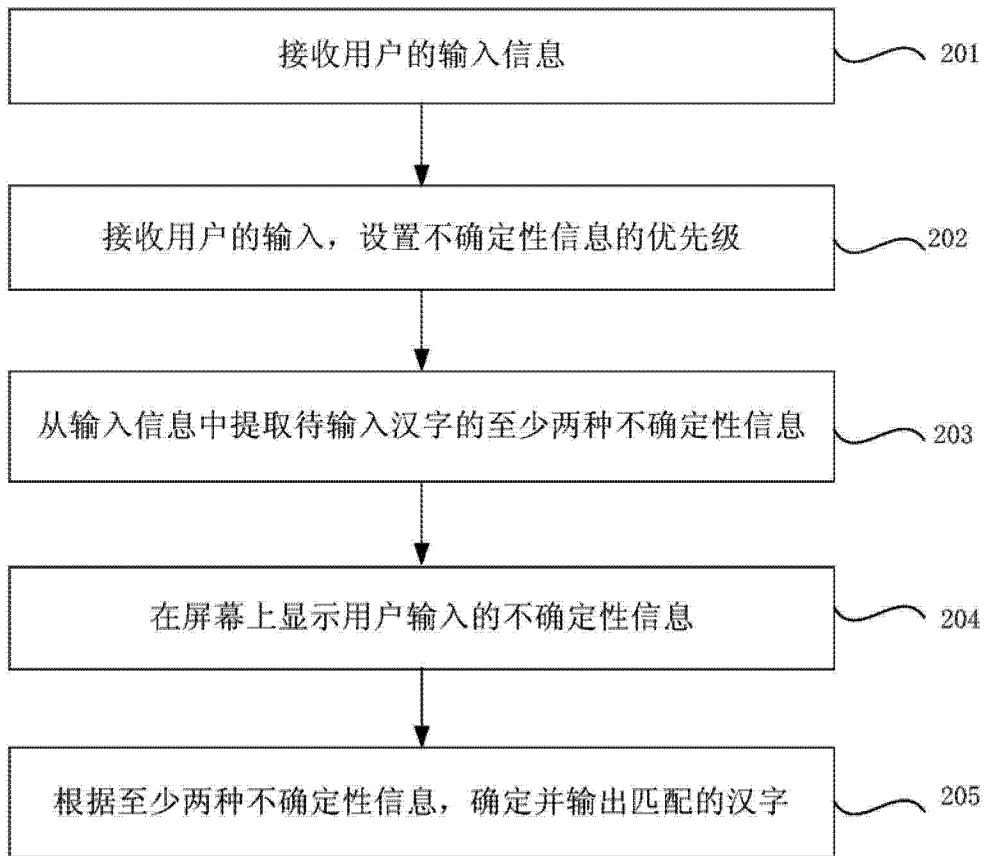 接收用户的输入信息
201
接收用户的输入，设置不确定性信息的优先级
202
从输入信息中提取待输入汉字的至少两种不确定性信息
203
在屏幕上显示用户输入的不确定性信息
204
根据至少两种不确定性信息，确定并输出匹配的汉字
205